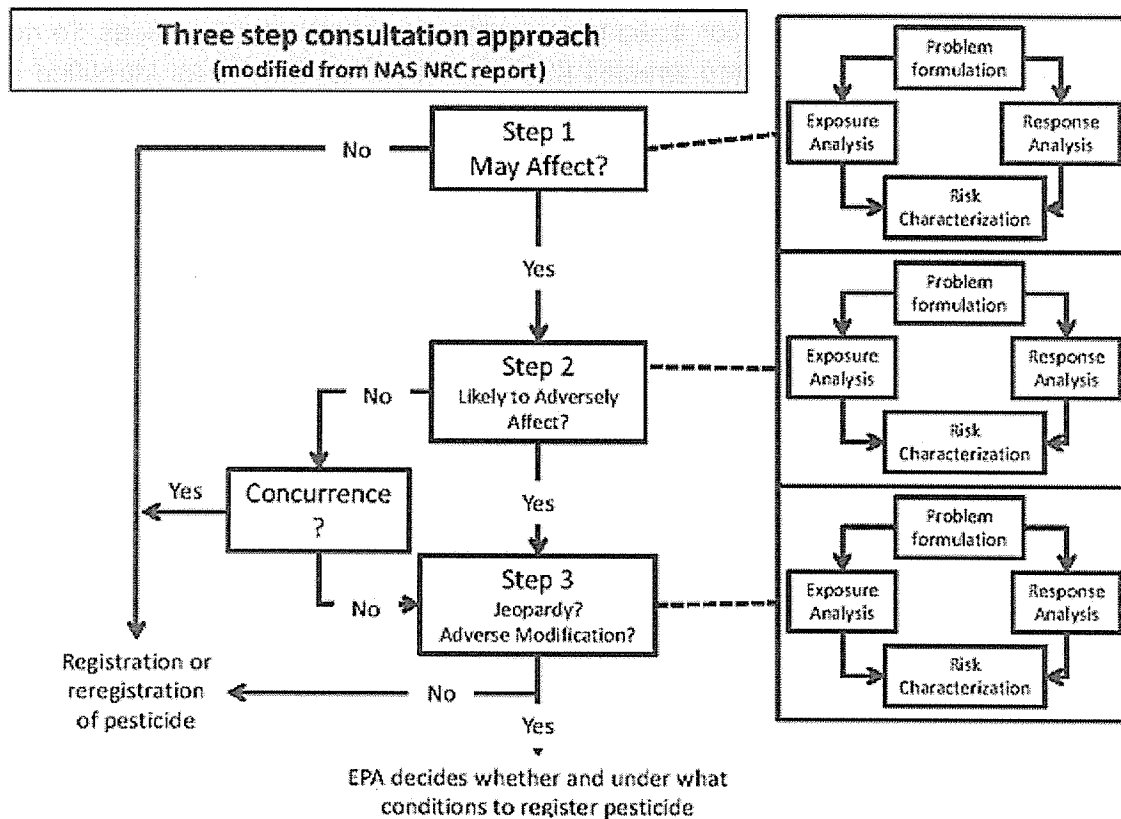 Three step consultation approach
(modified from NAS NRC report)
Step 1
May Affect?
No
Yes
Step 2
Likely to Adversely
Affect?
No
Yes
Concurrence
?
Yes
No
Step 3
Jeopardy?
Adverse Modification?
Registration or
reregistration
of pesticide
No
Yes
EPA decides whether and under what
conditions to register pesticide
Problem
formulation
Exposure
Analysis
Response
Analysis
Risk
Characterization
Problem
formulation
Exposure
Analysis
Response
Analysis
Risk
Characterization
Problem
formulation
Exposure
Analysis
Response
Analysis
Risk
Characterization